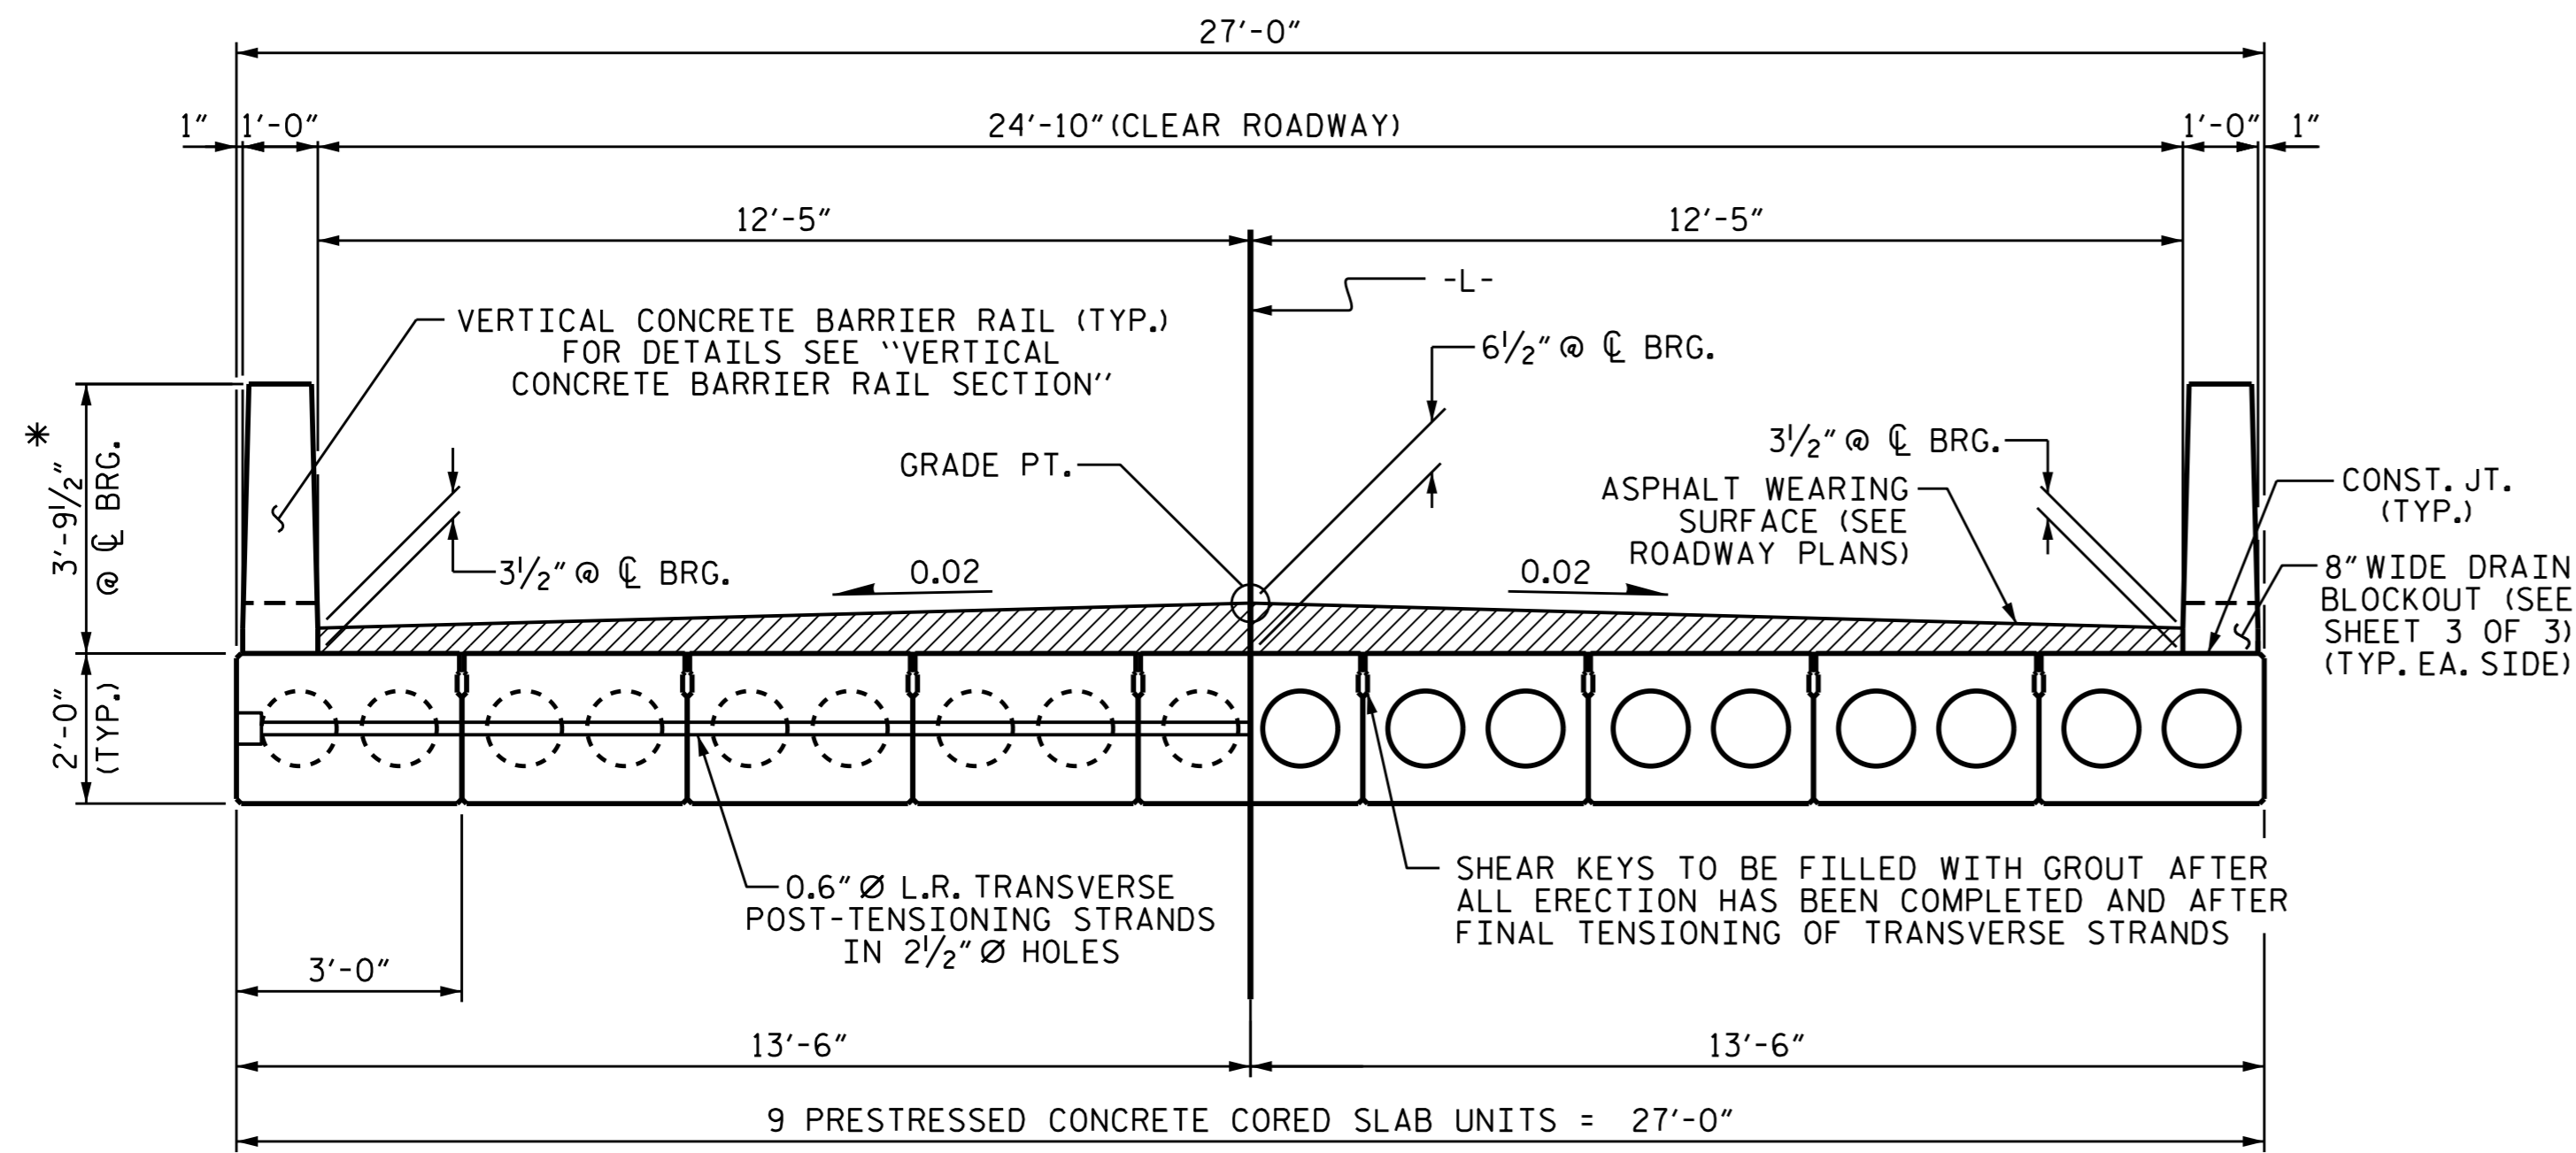 27'-0"
1" 1'-0" 24'-10"(CLEAR ROADWAY) 1'-0" 1"
12'-5" 12'-5"
-L-
VERTICAL CONCRETE BARRIER RAIL (TYP.)
FOR DETAILS SEE "VERTICAL
CONCRETE BARRIER RAIL SECTION"
6½" @ ℄ BRG.
GRADE PT.
3½" @ ℄ BRG.
ASPHALT WEARING
SURFACE (SEE
ROADWAY PLANS)
CONST. JT.
(TYP.)
8" WIDE DRAIN
BLOCKOUT (SEE
SHEET 3 OF 3)
(TYP. EA. SIDE)
*
3'-9½"
@ ℄ BRG.
3½" @ ℄ BRG.
0.02 0.02
2'-0"
(TYP.)
0.6" Ø L.R. TRANSVERSE
POST-TENSIONING STRANDS
IN 2½" Ø HOLES
SHEAR KEYS TO BE FILLED WITH GROUT AFTER
ALL ERECTION HAS BEEN COMPLETED AND AFTER
FINAL TENSIONING OF TRANSVERSE STRANDS
3'-0"
13'-6" 13'-6"
9 PRESTRESSED CONCRETE CORED SLAB UNITS = 27'-0"